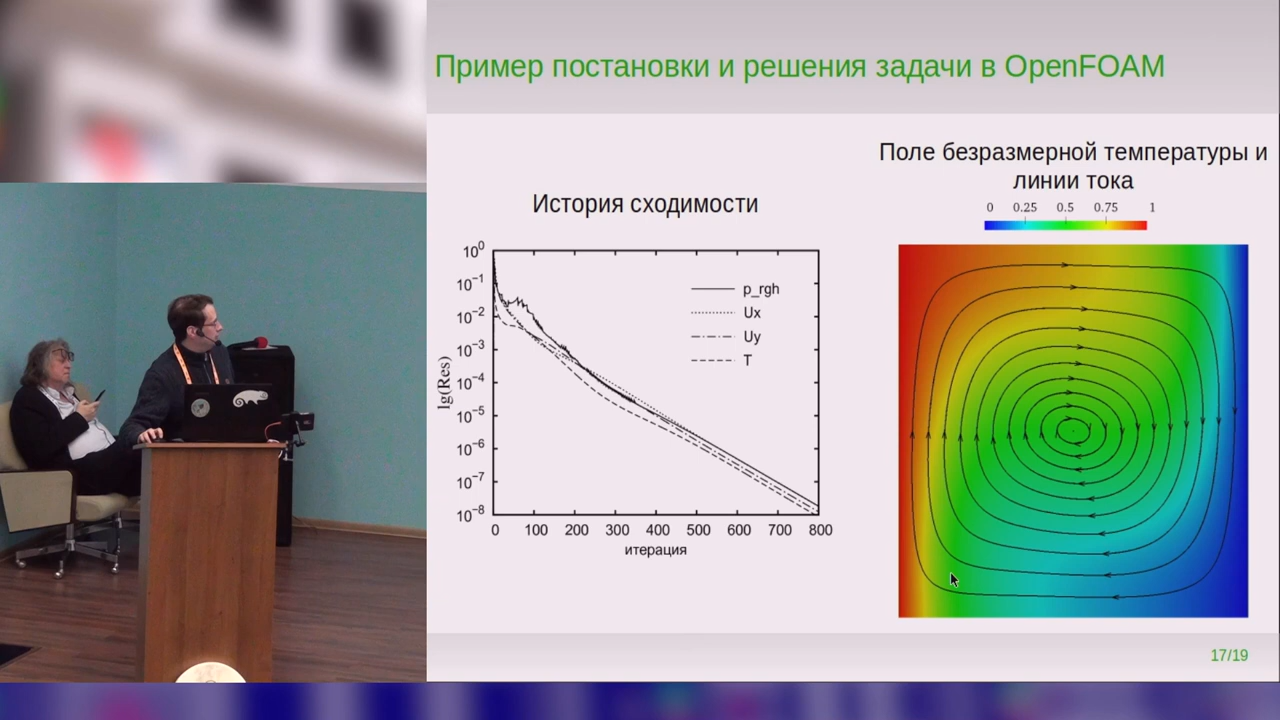 Пример постановки и решения задачи в OpenFOAM
История сходимости
10⁰
10⁻¹
10⁻²
10⁻³
10⁻⁴
10⁻⁵
10⁻⁶
10⁻⁷
10⁻⁸
lg(Res)
p_rgh
Ux
Uy
T
0 100 200 300 400 500 600 700 800
итерация
Поле безразмерной температуры и
линии тока
0 0.25 0.5 0.75 1
17/19